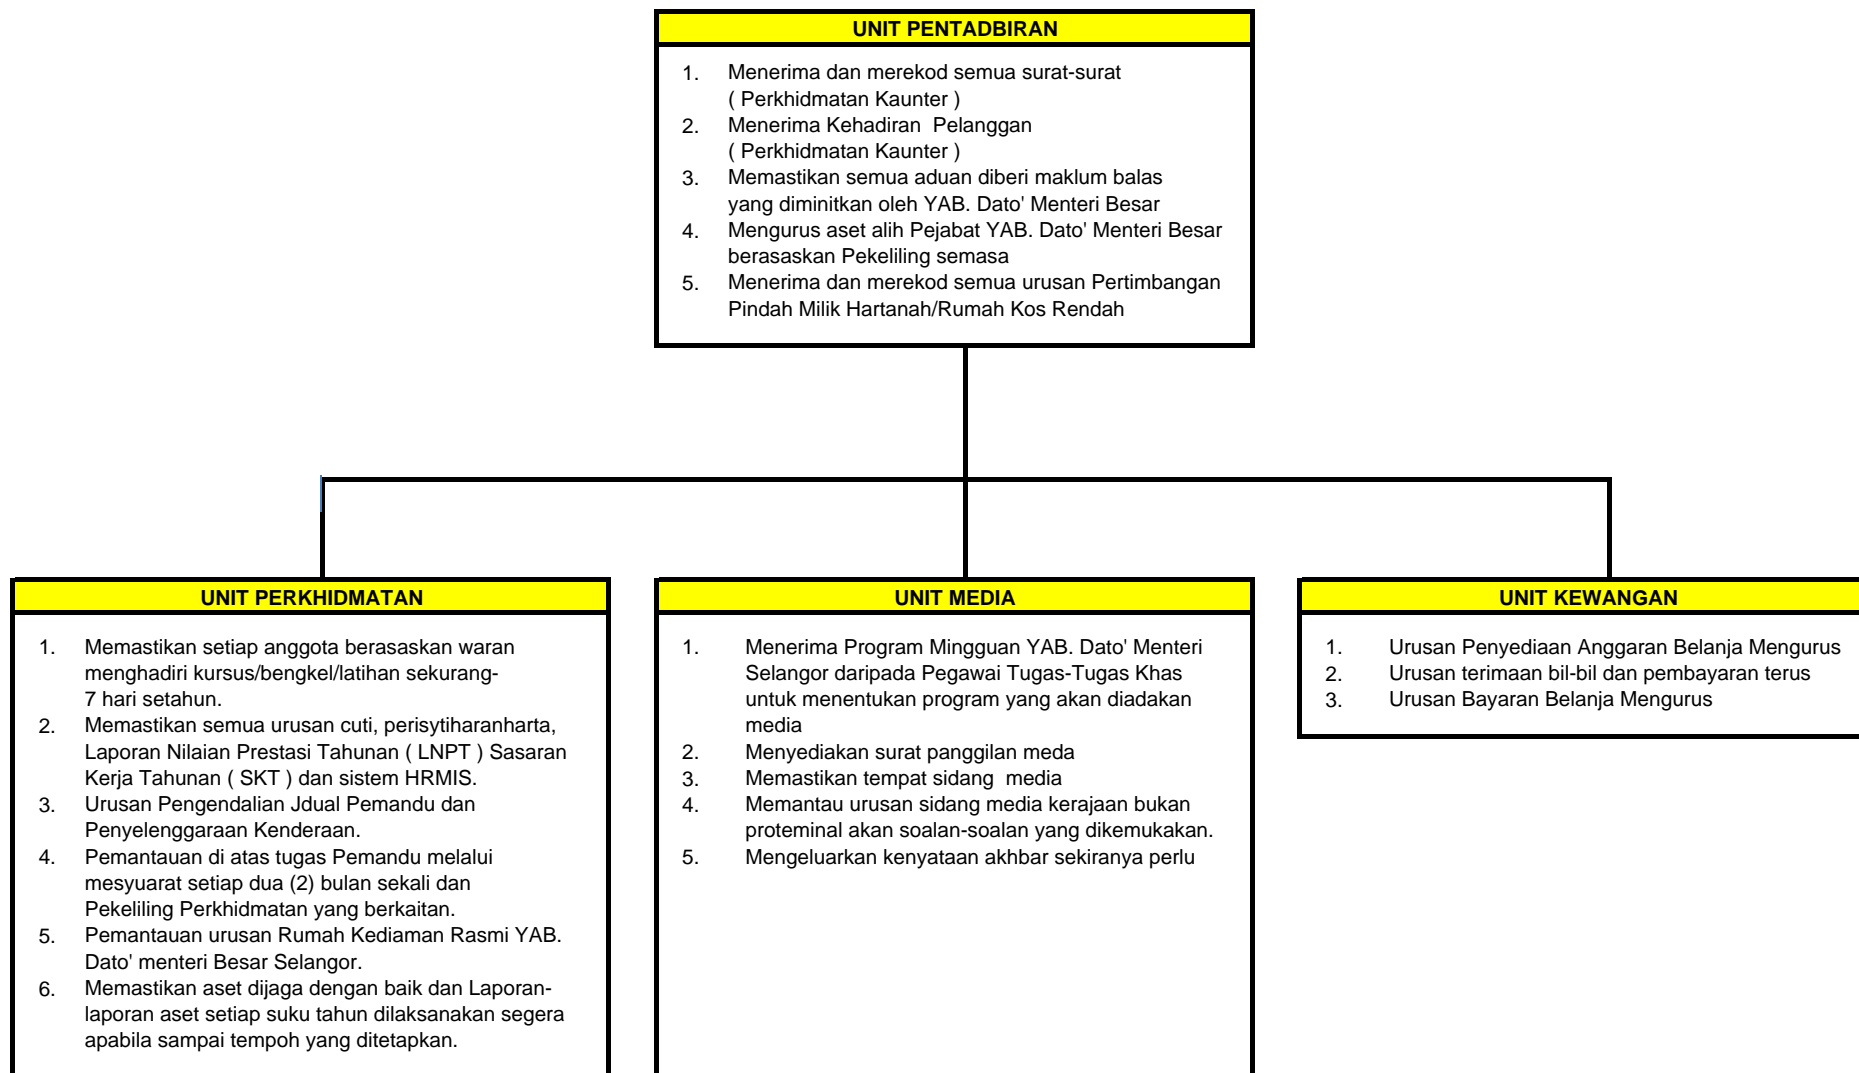 UNIT PENTADBIRAN
1. Menerima dan merekod semua surat-surat
( Perkhidmatan Kaunter )
2. Menerima Kehadiran Pelanggan
( Perkhidmatan Kaunter )
3. Memastikan semua aduan diberi maklum balas
yang diminitkan oleh YAB. Dato' Menteri Besar
4. Mengurus aset alih Pejabat YAB. Dato' Menteri Besar
berasaskan Pekeliling semasa
5. Menerima dan merekod semua urusan Pertimbangan
Pindah Milik Hartanah/Rumah Kos Rendah
UNIT PERKHIDMATAN
1. Memastikan setiap anggota berasaskan waran
menghadiri kursus/bengkel/latihan sekurang-
7 hari setahun.
2. Memastikan semua urusan cuti, perisytiharanharta,
Laporan Nilaian Prestasi Tahunan ( LNPT ) Sasaran
Kerja Tahunan ( SKT ) dan sistem HRMIS.
3. Urusan Pengendalian Jdual Pemandu dan
Penyelenggaraan Kenderaan.
4. Pemantauan di atas tugas Pemandu melalui
mesyuarat setiap dua (2) bulan sekali dan
Pekeliling Perkhidmatan yang berkaitan.
5. Pemantauan urusan Rumah Kediaman Rasmi YAB.
Dato' menteri Besar Selangor.
6. Memastikan aset dijaga dengan baik dan Laporan-
laporan aset setiap suku tahun dilaksanakan segera
apabila sampai tempoh yang ditetapkan.
UNIT MEDIA
1. Menerima Program Mingguan YAB. Dato' Menteri
Selangor daripada Pegawai Tugas-Tugas Khas
untuk menentukan program yang akan diadakan
media
2. Menyediakan surat panggilan meda
3. Memastikan tempat sidang media
4. Memantau urusan sidang media kerajaan bukan
proteminal akan soalan-soalan yang dikemukakan.
5. Mengeluarkan kenyataan akhbar sekiranya perlu
UNIT KEWANGAN
1. Urusan Penyediaan Anggaran Belanja Mengurus
2. Urusan terimaan bil-bil dan pembayaran terus
3. Urusan Bayaran Belanja Mengurus